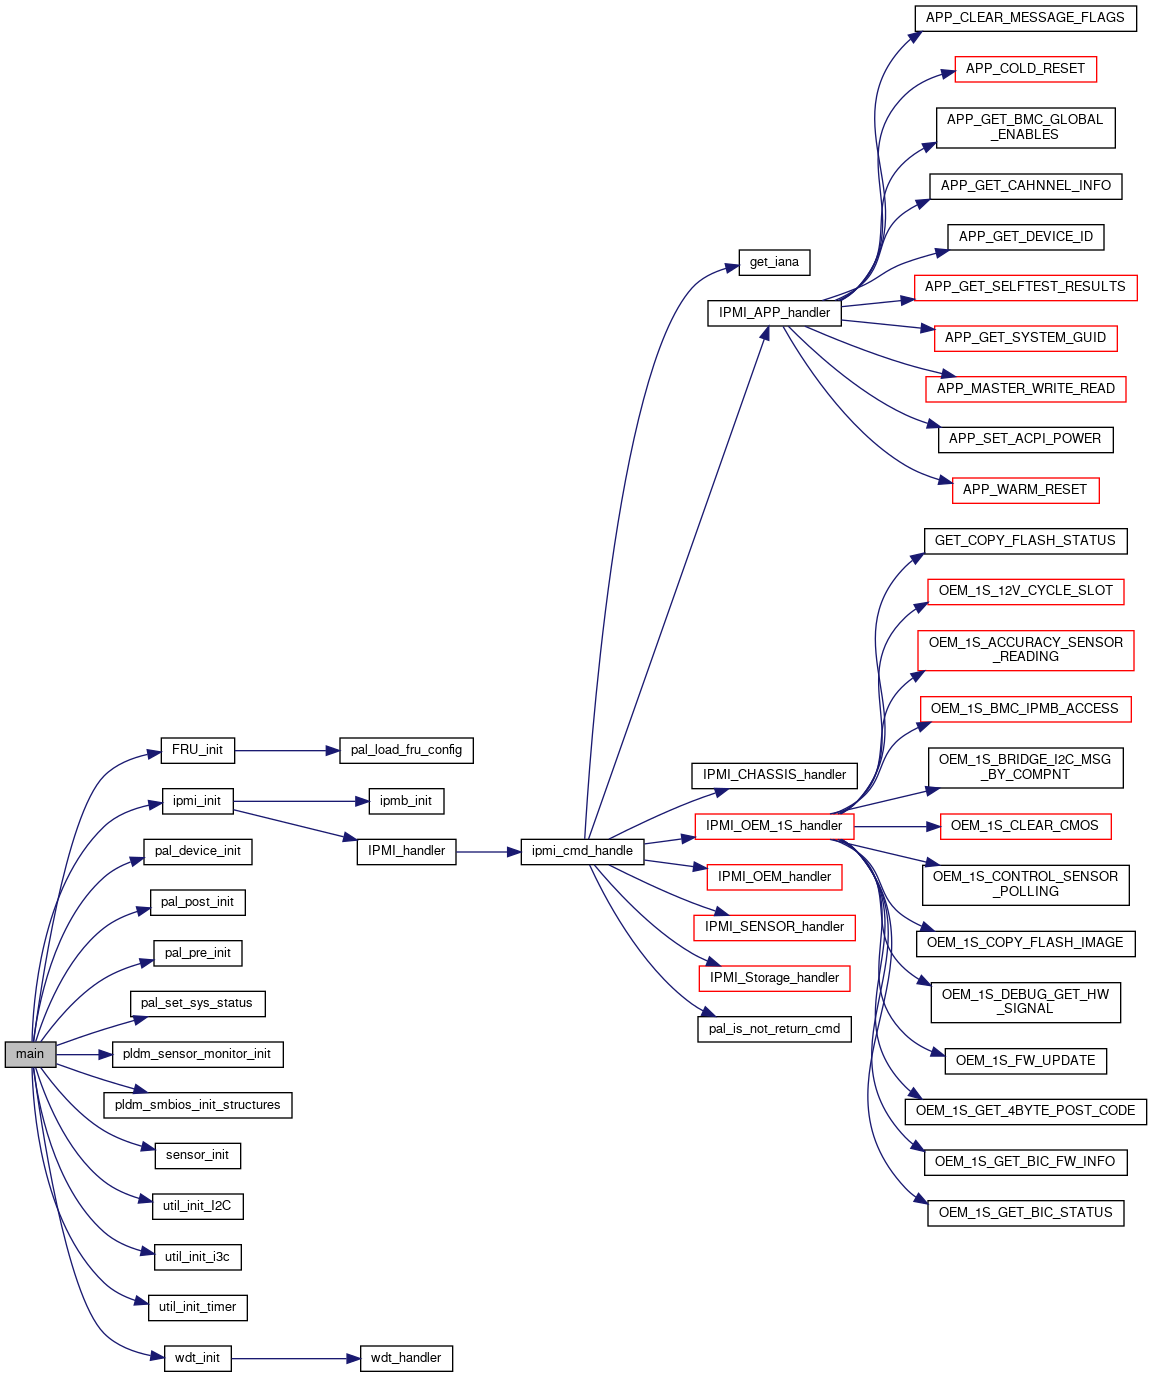 main
FRU_init
ipmi_init
pal_device_init
pal_post_init
pal_pre_init
pal_set_sys_status
pldm_sensor_monitor_init
pldm_smbios_init_structures
sensor_init
util_init_I2C
util_init_i3c
util_init_timer
wdt_init
pal_load_fru_config
ipmb_init
IPMI_handler
wdt_handler
ipmi_cmd_handle
get_iana
IPMI_APP_handler
IPMI_CHASSIS_handler
IPMI_OEM_1S_handler
IPMI_OEM_handler
IPMI_SENSOR_handler
IPMI_Storage_handler
pal_is_not_return_cmd
APP_CLEAR_MESSAGE_FLAGS
APP_COLD_RESET
APP_GET_BMC_GLOBAL
_ENABLES
APP_GET_CAHNNEL_INFO
APP_GET_DEVICE_ID
APP_GET_SELFTEST_RESULTS
APP_GET_SYSTEM_GUID
APP_MASTER_WRITE_READ
APP_SET_ACPI_POWER
APP_WARM_RESET
GET_COPY_FLASH_STATUS
OEM_1S_12V_CYCLE_SLOT
OEM_1S_ACCURACY_SENSOR
_READING
OEM_1S_BMC_IPMB_ACCESS
OEM_1S_BRIDGE_I2C_MSG
_BY_COMPNT
OEM_1S_CLEAR_CMOS
OEM_1S_CONTROL_SENSOR
_POLLING
OEM_1S_COPY_FLASH_IMAGE
OEM_1S_DEBUG_GET_HW
_SIGNAL
OEM_1S_FW_UPDATE
OEM_1S_GET_4BYTE_POST_CODE
OEM_1S_GET_BIC_FW_INFO
OEM_1S_GET_BIC_STATUS